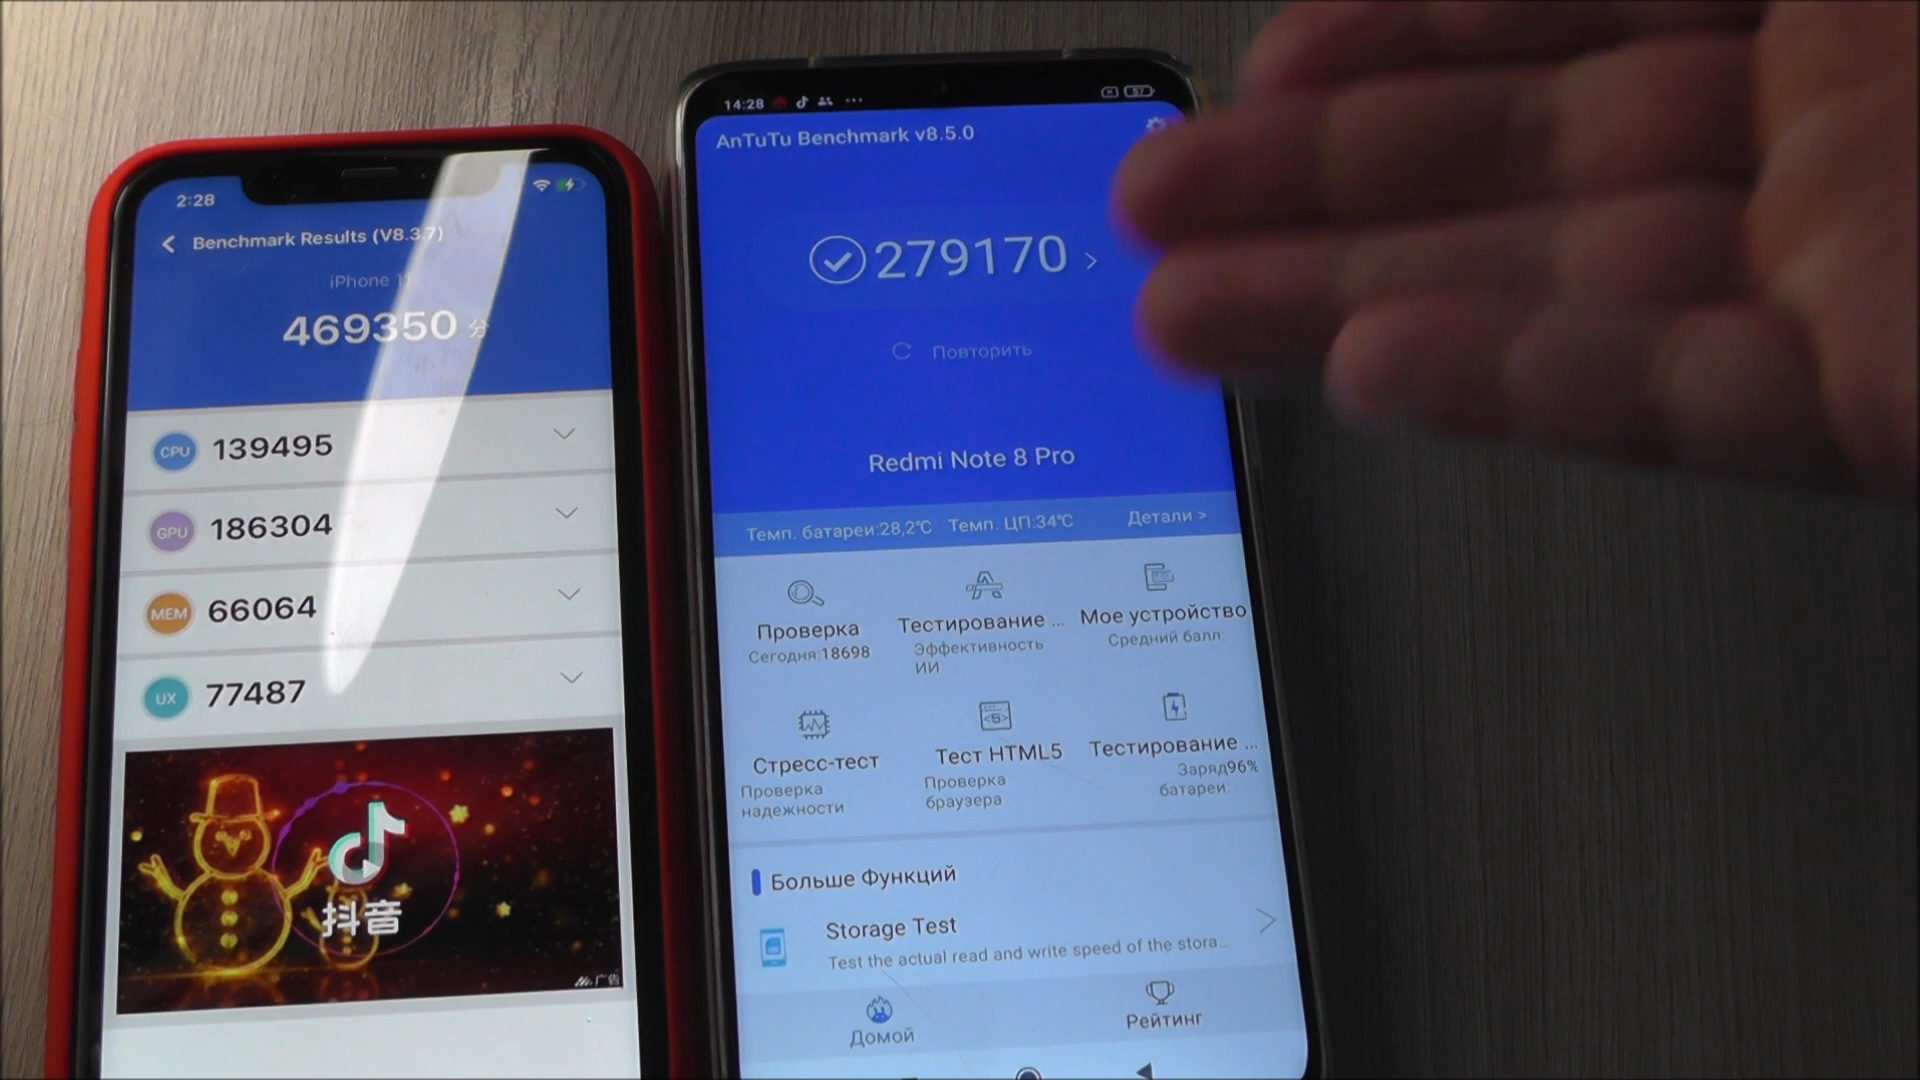 2:28
Benchmark Results (V8.3.7)
iPhone 11
469350 分
CPU 139495
GPU 186304
MEM 66064
UX 77487
抖音
广告
14:28
57
AnTuTu Benchmark v8.5.0
279170 >
Повторить
Redmi Note 8 Pro
Темп. батареи:28,2℃ Темп. ЦП:34℃ Детали >
Проверка
Сегодня:18698
Тестирование ...
Эффективность
ИИ
Мое устройство
Средний балл:
Стресс-тест
Проверка
надежности
<5>
Тест HTML5
Проверка
браузера
Тестирование ...
Заряд96%
батареи:
Больше Функций
Storage Test
Test the actual read and write speed of the stora...
Домой
Рейтинг